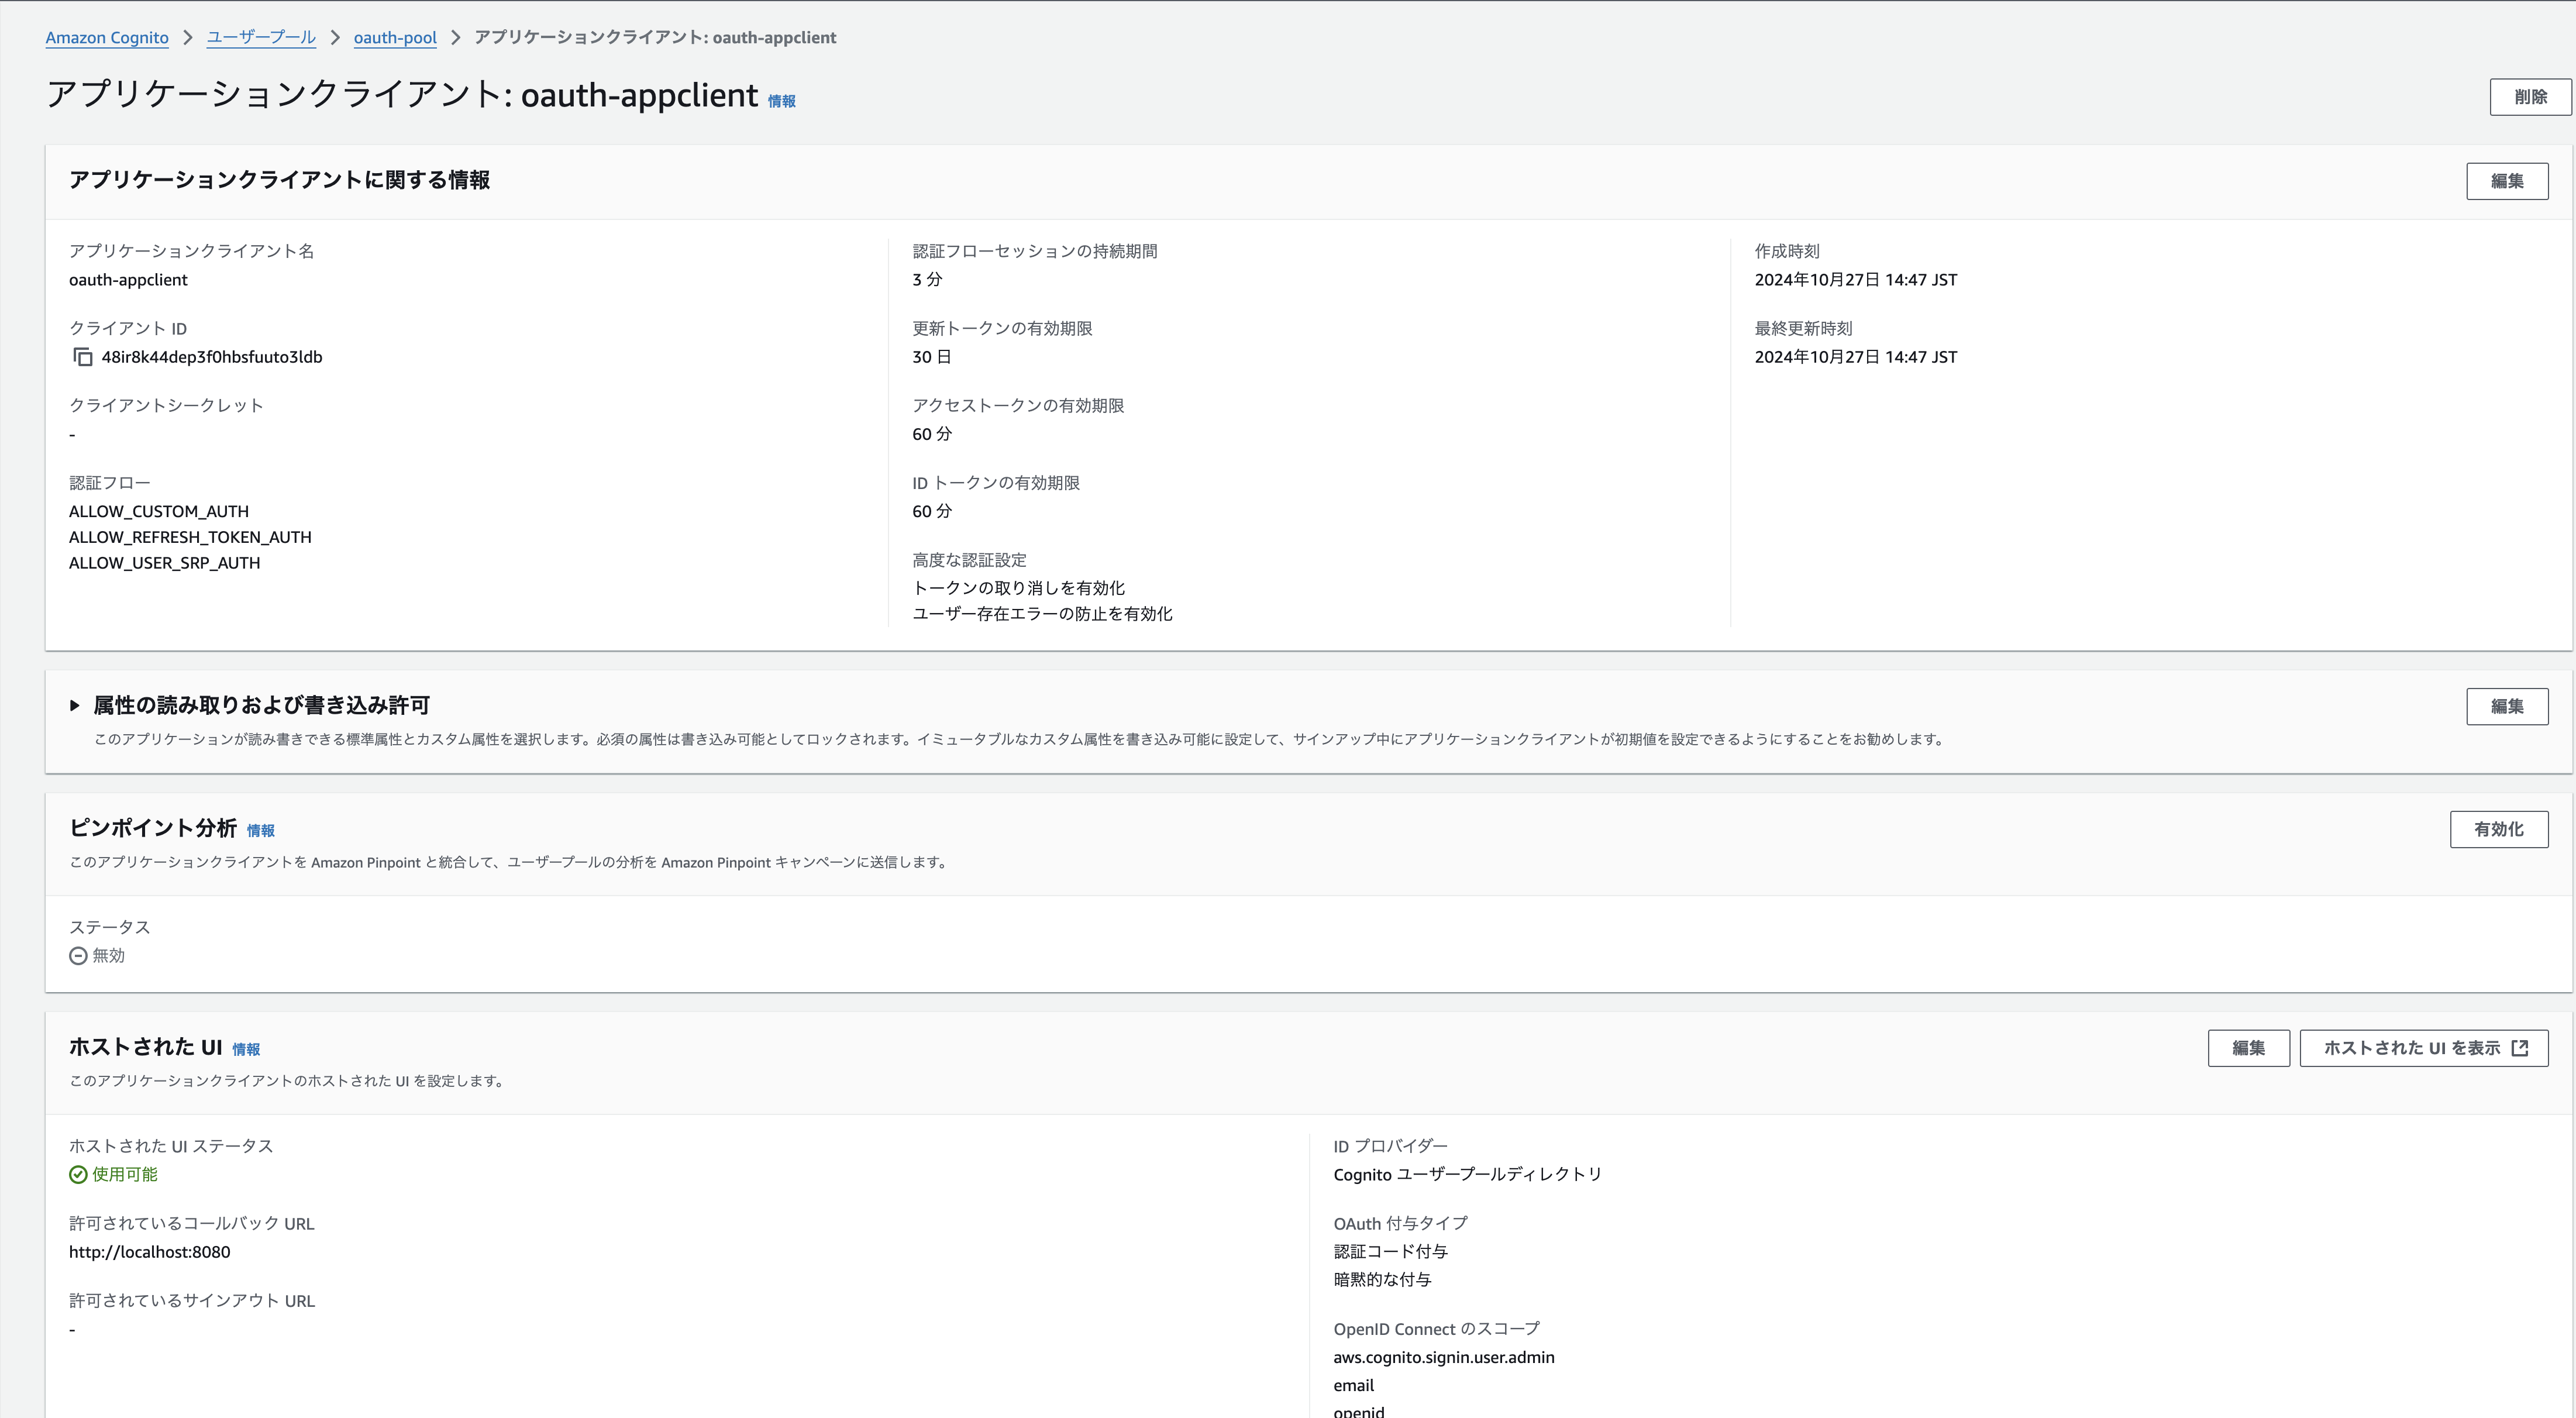 Amazon Cognito > ユーザープール > oauth-pool > アプリケーションクライアント: oauth-appclient
アプリケーションクライアント: oauth-appclient 情報
削除
アプリケーションクライアントに関する情報
編集
アプリケーションクライアント名
oauth-appclient
クライアント ID
48ir8k44dep3f0hbsfuuto3ldb
クライアントシークレット
-
認証フロー
ALLOW_CUSTOM_AUTH
ALLOW_REFRESH_TOKEN_AUTH
ALLOW_USER_SRP_AUTH
認証フローセッションの持続期間
3 分
更新トークンの有効期限
30 日
アクセストークンの有効期限
60 分
ID トークンの有効期限
60 分
高度な認証設定
トークンの取り消しを有効化
ユーザー存在エラーの防止を有効化
作成時刻
2024年10月27日 14:47 JST
最終更新時刻
2024年10月27日 14:47 JST
属性の読み取りおよび書き込み許可
編集
このアプリケーションが読み書きできる標準属性とカスタム属性を選択します。必須の属性は書き込み可能としてロックされます。イミュータブルなカスタム属性を書き込み可能に設定して、サインアップ中にアプリケーションクライアントが初期値を設定できるようにすることをお勧めします。
ピンポイント分析 情報
有効化
このアプリケーションクライアントを Amazon Pinpoint と統合して、ユーザープールの分析を Amazon Pinpoint キャンペーンに送信します。
ステータス
無効
ホストされた UI 情報
編集
ホストされた UI を表示
このアプリケーションクライアントのホストされた UI を設定します。
ホストされた UI ステータス
使用可能
許可されているコールバック URL
http://localhost:8080
許可されているサインアウト URL
-
ID プロバイダー
Cognito ユーザープールディレクトリ
OAuth 付与タイプ
認証コード付与
暗黙的な付与
OpenID Connect のスコープ
aws.cognito.signin.user.admin
email
openid